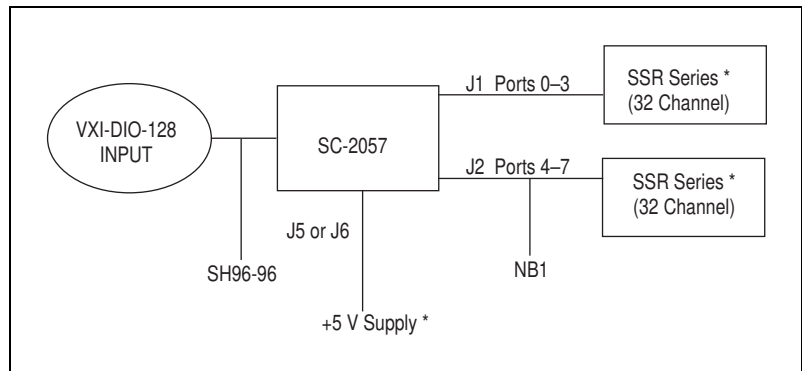 J1 Ports 0–3
SSR Series *
(32 Channel)
VXI-DIO-128
INPUT
SC-2057
J2 Ports 4–7
SSR Series *
(32 Channel)
J5 or J6
SH96-96
NB1
+5 V Supply *